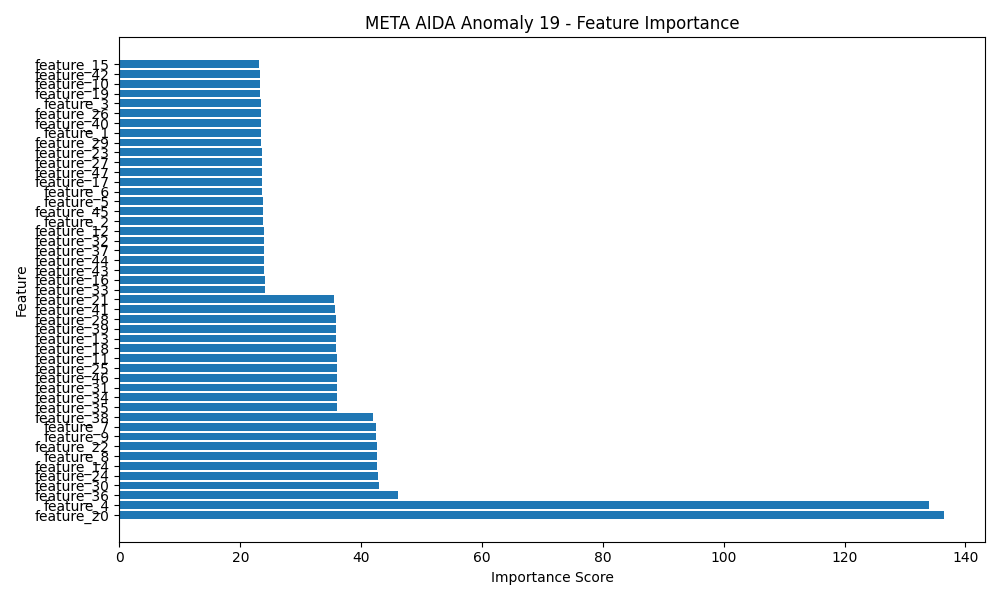 META AIDA Anomaly 19 - Feature Importance
feature_15
feature_42
feature_10
feature_19
feature_3
feature_26
feature_40
feature_1
feature_29
feature_23
feature_27
feature_47
feature_17
feature_6
feature_5
feature_45
feature_2
feature_12
feature_32
feature_37
feature_44
feature_43
feature_16
feature_33
feature_21
feature_41
feature_28
feature_39
feature_13
feature_18
feature_11
feature_25
feature_46
feature_31
feature_34
feature_35
feature_38
feature_7
feature_9
feature_22
feature_8
feature_14
feature_24
feature_30
feature_36
feature_4
feature_20
Feature
0 20 40 60 80 100 120 140
Importance Score